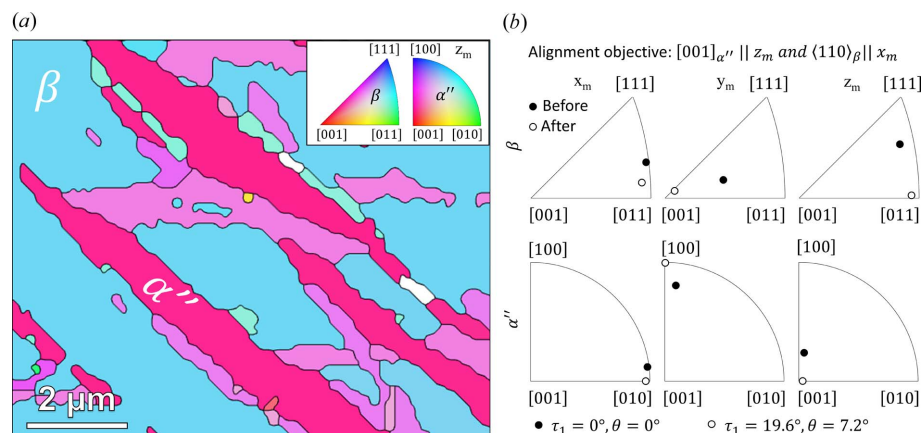 (a)
β
[111]
[100]
z_m
β
α''
[001]
[011]
[001]
[010]
α''
2 μm
(b)
Alignment objective: [001]_α'' || z_m and ⟨110⟩_β || x_m
x_m
[111]
y_m
[111]
z_m
[111]
● Before
○ After
β
[001]
[011]
[001]
[011]
[001]
[011]
[100]
[100]
[100]
α''
[001]
[010]
[001]
[010]
[001]
[010]
● τ₁ = 0°, θ = 0°
○ τ₁ = 19.6°, θ = 7.2°